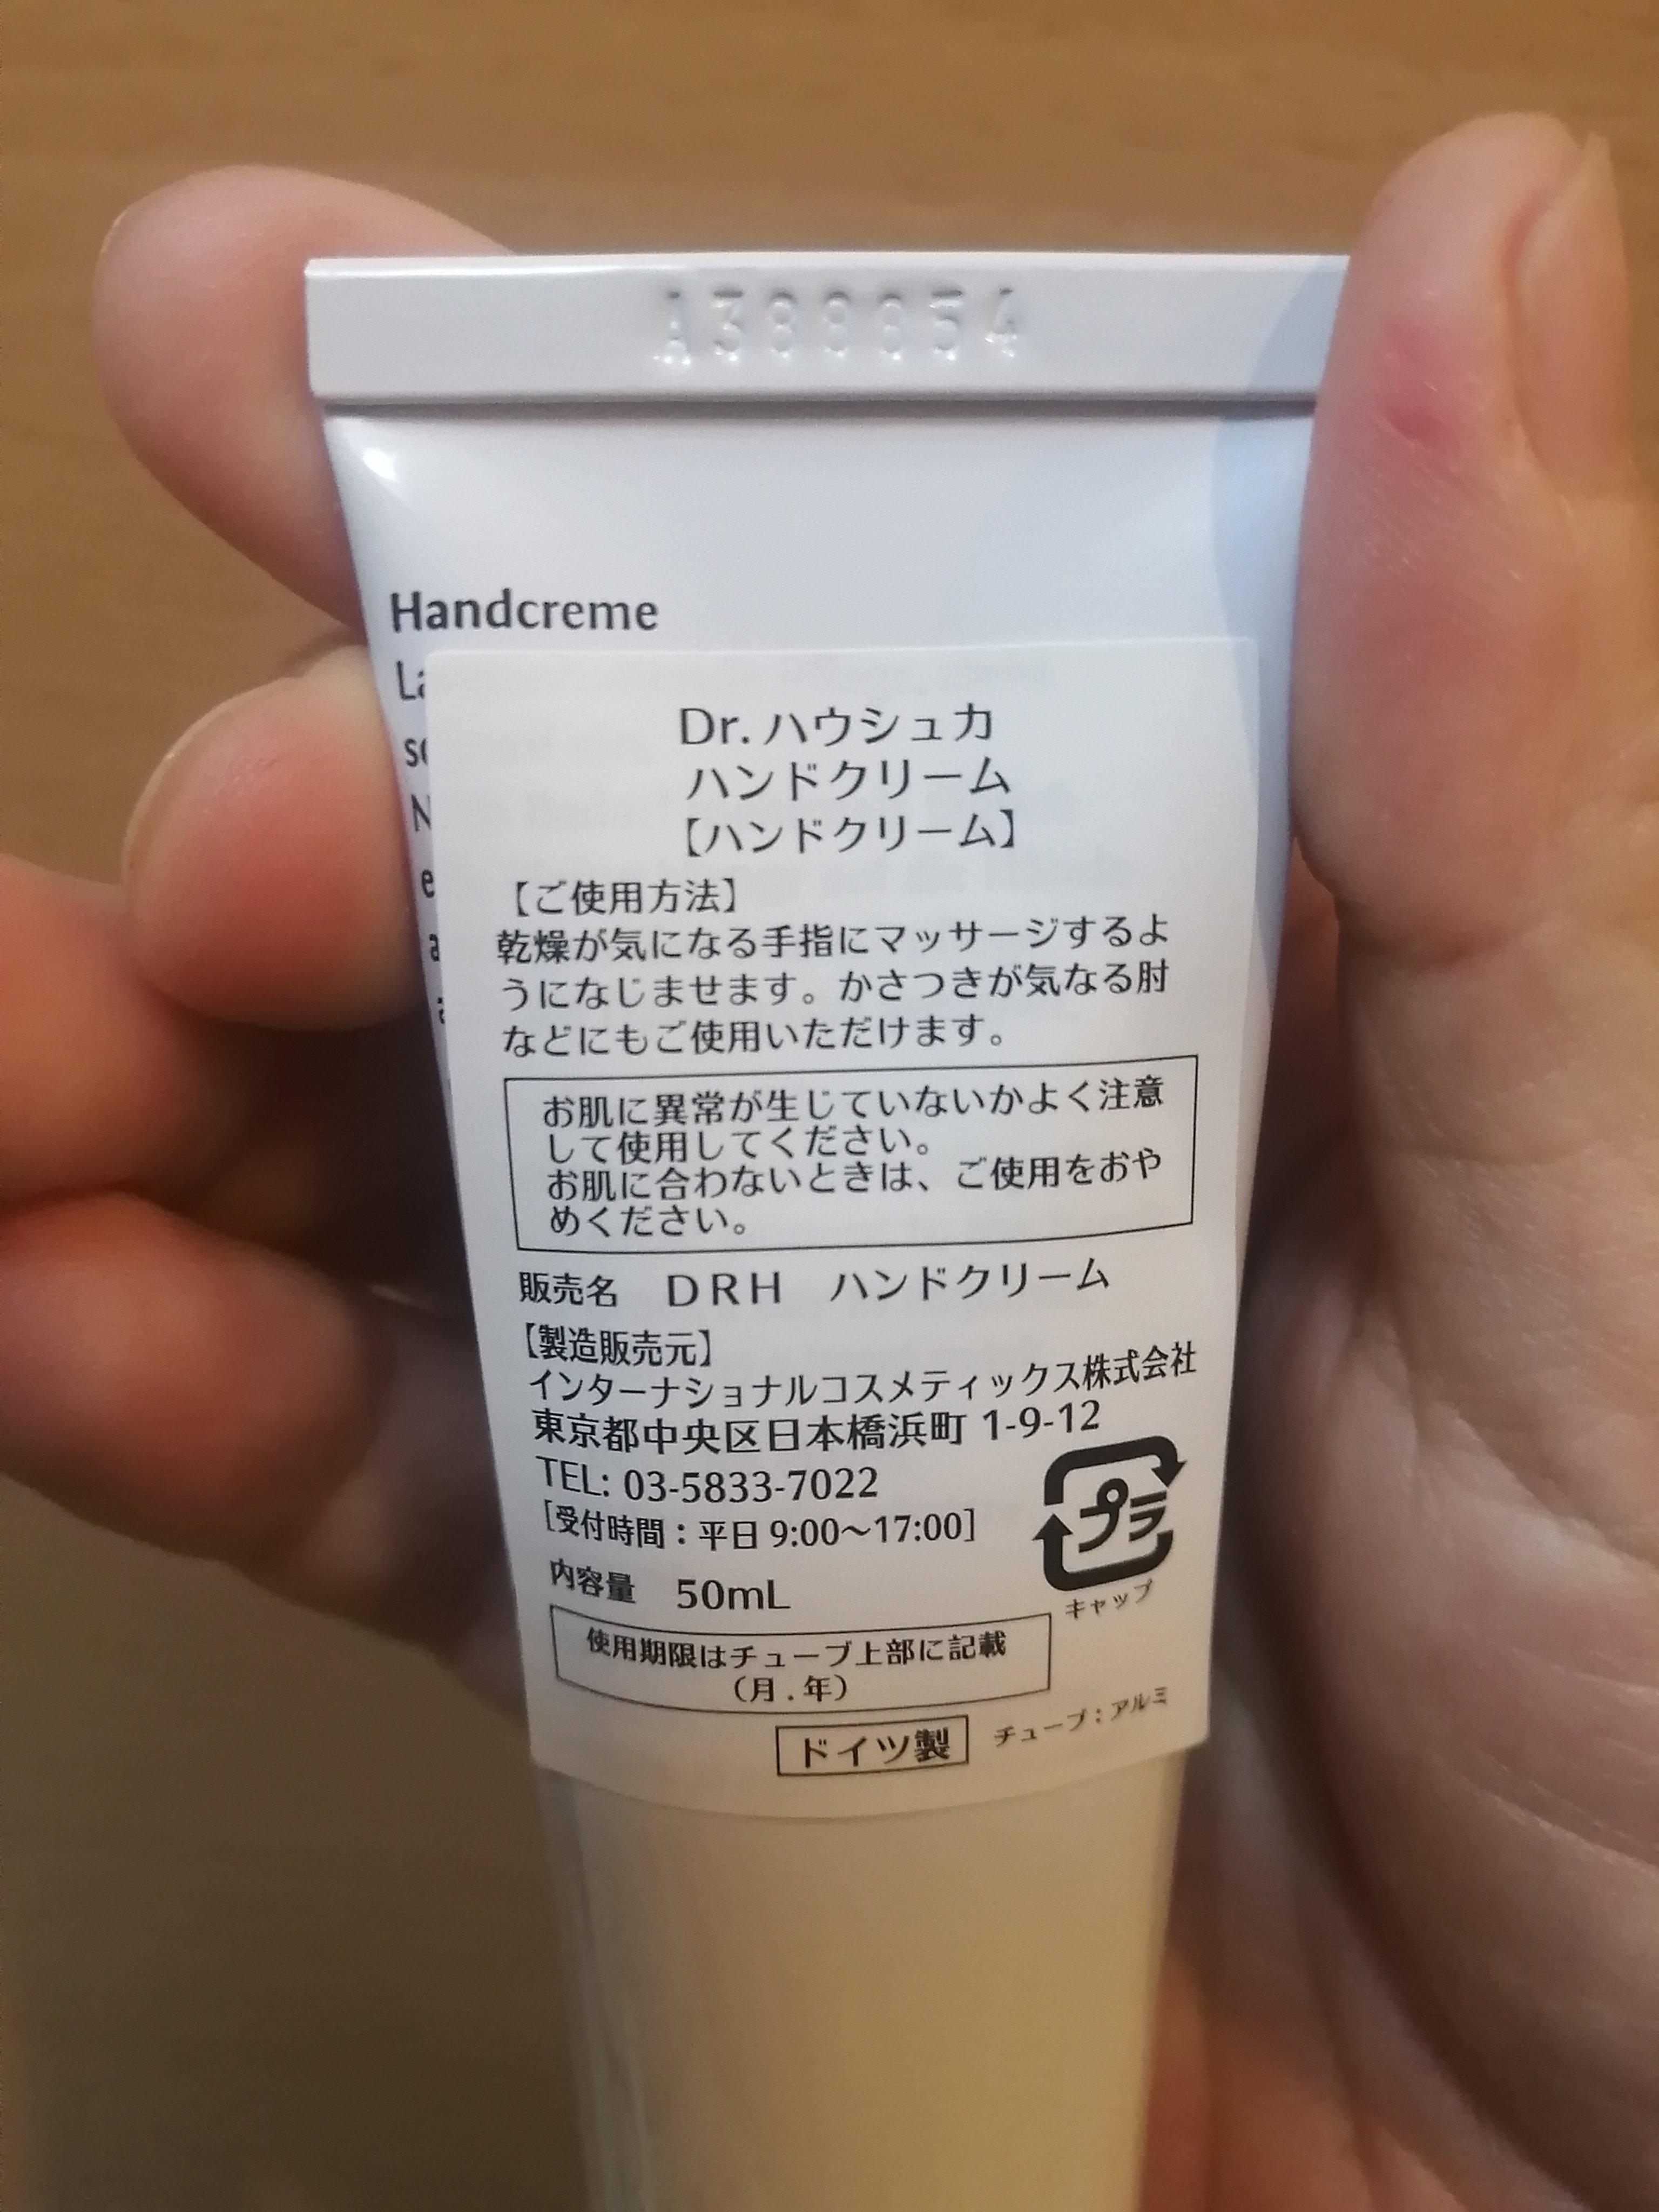 Handcreme
Dr.ハウシュカ
ハンドクリーム
【ハンドクリーム】
【ご使用方法】
乾燥が気になる手指にマッサージするよ
うになじませます。かさつきが気なる肘
などにもご使用いただけます。
お肌に異常が生じていないかよく注意
して使用してください。
お肌に合わないときは、ご使用をおや
めください。
販売名 DRH ハンドクリーム
【製造販売元】
インターナショナルコスメティックス株式会社
東京都中央区日本橋浜町 1-9-12
TEL: 03-5833-7022
[受付時間：平日 9:00〜17:00]
プラ
キャップ
内容量 50mL
使用期限はチューブ上部に記載
（月.年）
ドイツ製
チューブ：アルミ